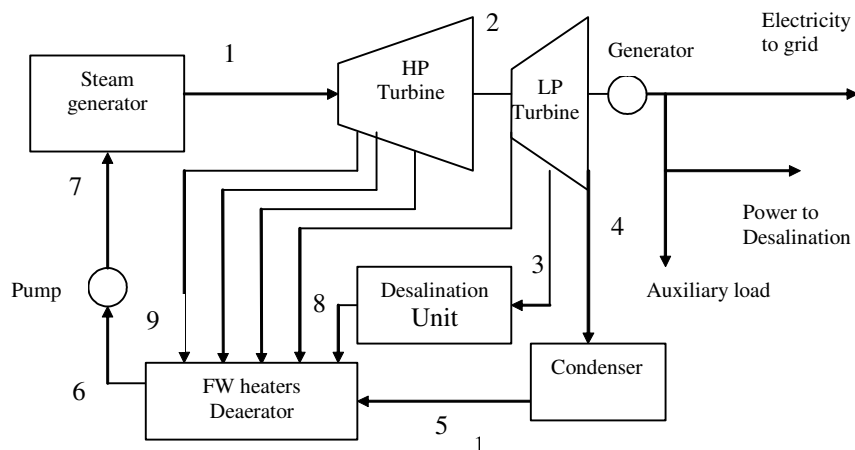 Electricity
to grid
1
2
Generator
Steam
generator
HP
Turbine
LP
Turbine
7
Power to
Desalination
4
3
Pump
9
8
Desalination
Unit
Auxiliary load
Condenser
6
FW heaters
Deaerator
5
1